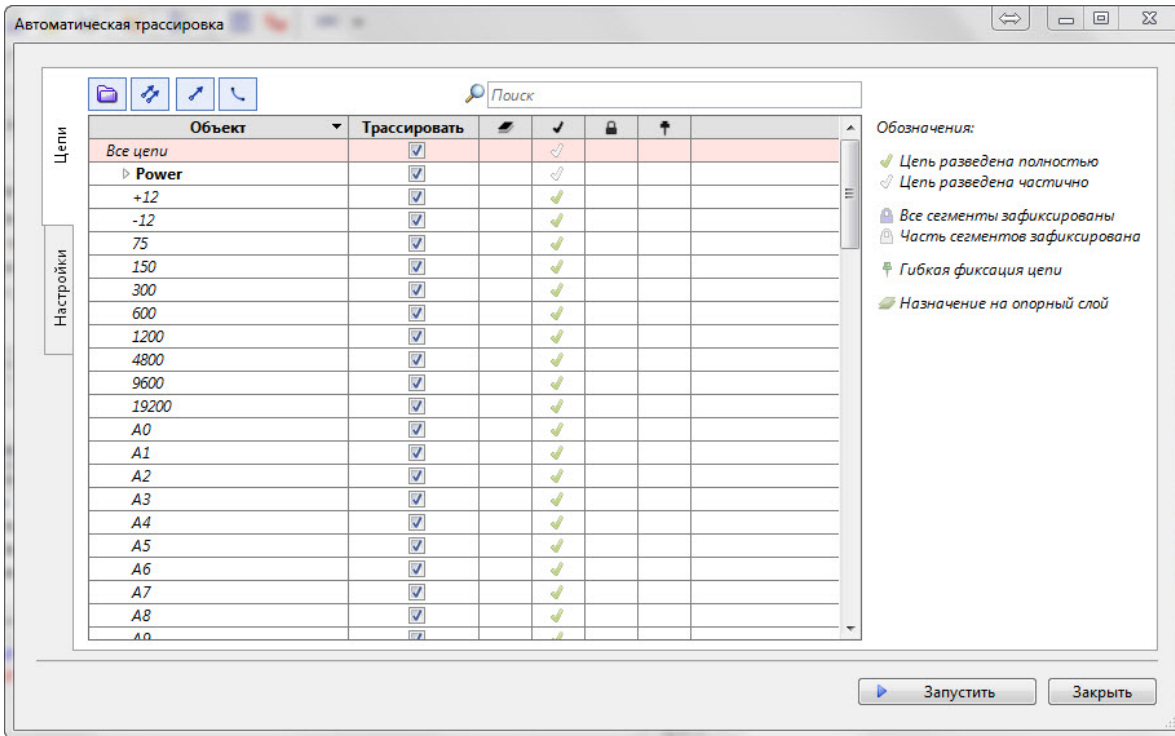 Автоматическая трассировка
Цепи
Настройки
Поиск
Объект Трассировать
Все цепи
Power
+12
-12
75
150
300
600
1200
4800
9600
19200
A0
A1
A2
A3
A4
A5
A6
A7
A8
A9
Обозначения:
Цепь разведена полностью
Цепь разведена частично
Все сегменты зафиксированы
Часть сегментов зафиксирована
Гибкая фиксация цепи
Назначение на опорный слой
Запустить Закрыть